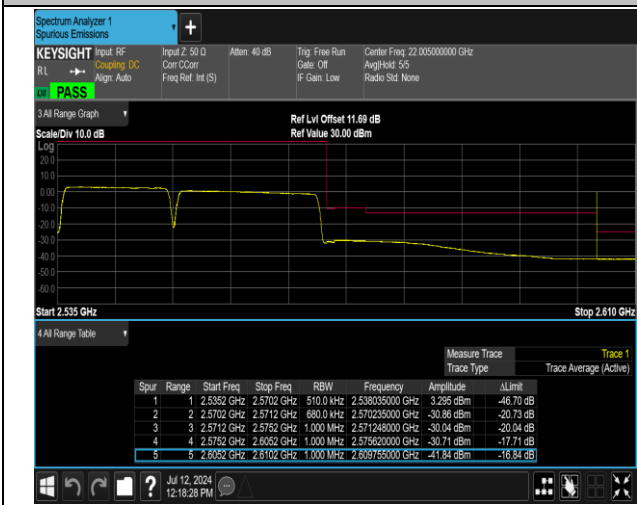 Spectrum Analyzer 1
Spurious Emissions
KEYSIGHT Input: RF Input Z: 50 Ω Atten: 40 dB Trig: Free Run Center Freq: 22.005000000 GHz
Coupling: DC Corr CCorr Gate: Off Avg|Hold: 5/5
RL Align: Auto Freq Ref: Int (S) IF Gain: Low Radio Std: None
PASS
3 All Range Graph
Ref Lvl Offset 11.69 dB
Scale/Div 10.0 dB Ref Value 30.00 dBm
Log
20.0
10.0
0.00
-10.0
-20.0
-30.0
-40.0
-50.0
-60.0
Start 2.535 GHz Stop 2.610 GHz
4 All Range Table
Measure Trace Trace 1
Trace Type Trace Average (Active)
Spur Range Start Freq Stop Freq RBW Frequency Amplitude ΔLimit
1 1 2.5352 GHz 2.5702 GHz 510.0 kHz 2.538035000 GHz 3.295 dBm -46.70 dB
2 2 2.5702 GHz 2.5712 GHz 680.0 kHz 2.570235000 GHz -30.86 dBm -20.73 dB
3 3 2.5712 GHz 2.5752 GHz 1.000 MHz 2.571248000 GHz -30.04 dBm -20.04 dB
4 4 2.5752 GHz 2.6052 GHz 1.000 MHz 2.575620000 GHz -30.71 dBm -17.71 dB
5 5 2.6052 GHz 2.6102 GHz 1.000 MHz 2.609755000 GHz -41.84 dBm -16.84 dB
Jul 12, 2024
12:18:28 PM